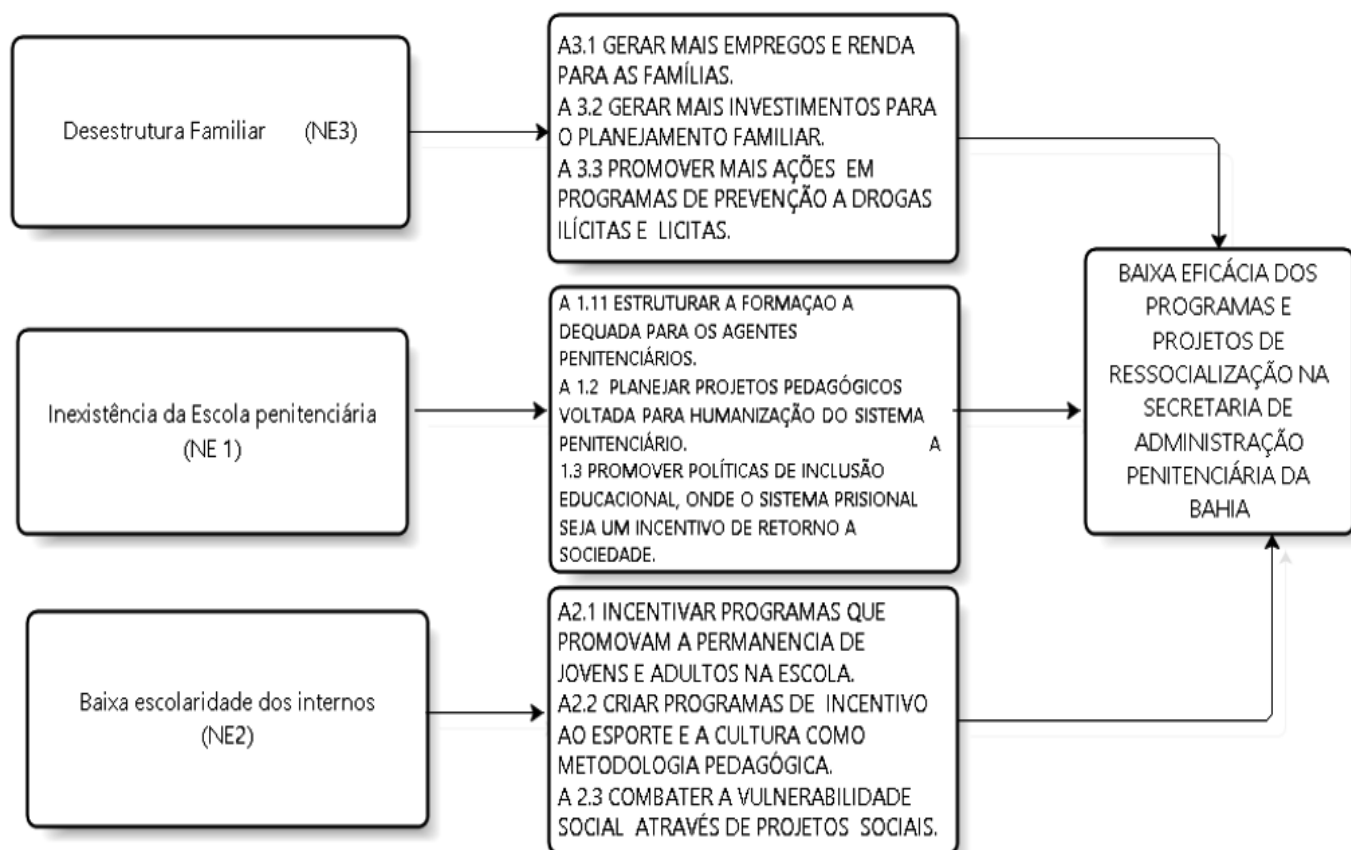 Desestrutura Familiar (NE3)
A3.1 GERAR MAIS EMPREGOS E RENDA
PARA AS FAMÍLIAS.
A 3.2 GERAR MAIS INVESTIMENTOS PARA
O PLANEJAMENTO FAMILIAR.
A 3.3 PROMOVER MAIS AÇÕES EM
PROGRAMAS DE PREVENÇÃO A DROGAS
ILÍCITAS E LICITAS.
Inexistência da Escola penitenciária
(NE 1)
A 1.11 ESTRUTURAR A FORMAÇAO A
DEQUADA PARA OS AGENTES
PENITENCIÁRIOS.
A 1.2 PLANEJAR PROJETOS PEDAGÓGICOS
VOLTADA PARA HUMANIZAÇÃO DO SISTEMA
PENITENCIÁRIO. A
1.3 PROMOVER POLÍTICAS DE INCLUSÃO
EDUCACIONAL, ONDE O SISTEMA PRISIONAL
SEJA UM INCENTIVO DE RETORNO A
SOCIEDADE.
Baixa escolaridade dos internos
(NE2)
A2.1 INCENTIVAR PROGRAMAS QUE
PROMOVAM A PERMANENCIA DE
JOVENS E ADULTOS NA ESCOLA.
A2.2 CRIAR PROGRAMAS DE INCENTIVO
AO ESPORTE E A CULTURA COMO
METODOLOGIA PEDAGÓGICA.
A 2.3 COMBATER A VULNERABILIDADE
SOCIAL ATRAVÉS DE PROJETOS SOCIAIS.
BAIXA EFICÁCIA DOS
PROGRAMAS E
PROJETOS DE
RESSOCIALIZAÇÃO NA
SECRETARIA DE
ADMINISTRAÇÃO
PENITENCIÁRIA DA
BAHIA